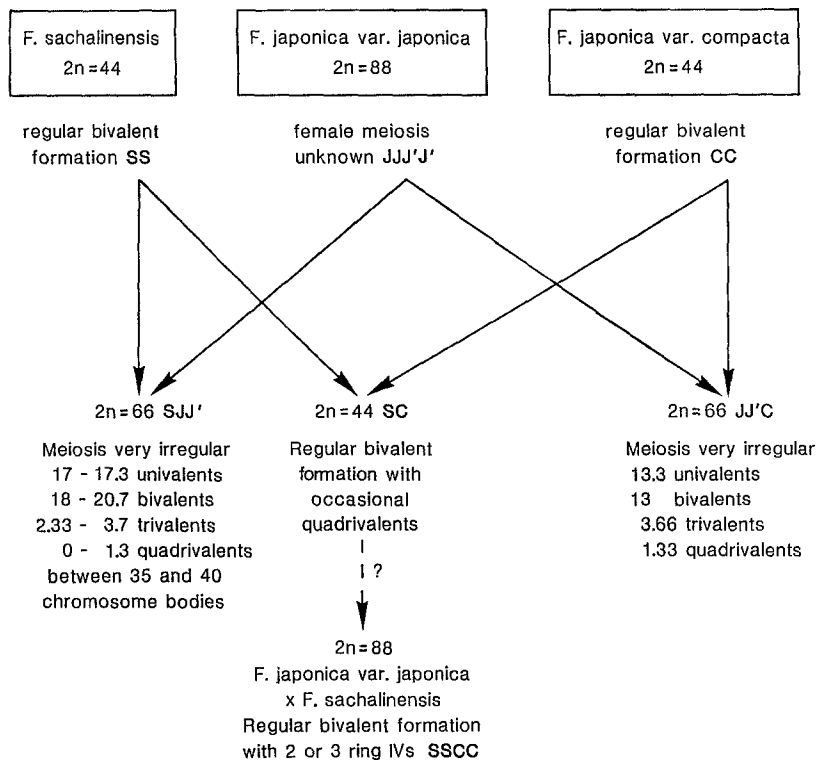 F. sachalinensis
2n=44
F. japonica var. japonica
2n=88
F. japonica var. compacta
2n=44
regular bivalent
formation SS
female meiosis
unknown JJJ'J'
regular bivalent
formation CC
2n=66 SJJ'
Meiosis very irregular
17 - 17.3 univalents
18 - 20.7 bivalents
2.33 - 3.7 trivalents
0 - 1.3 quadrivalents
between 35 and 40
chromosome bodies
2n=44 SC
Regular bivalent
formation with
occasional
quadrivalents
?
2n=88
F. japonica var. japonica
x F. sachalinensis
Regular bivalent formation
with 2 or 3 ring IVs SSCC
2n=66 JJ'C
Meiosis very irregular
13.3 univalents
13 bivalents
3.66 trivalents
1.33 quadrivalents